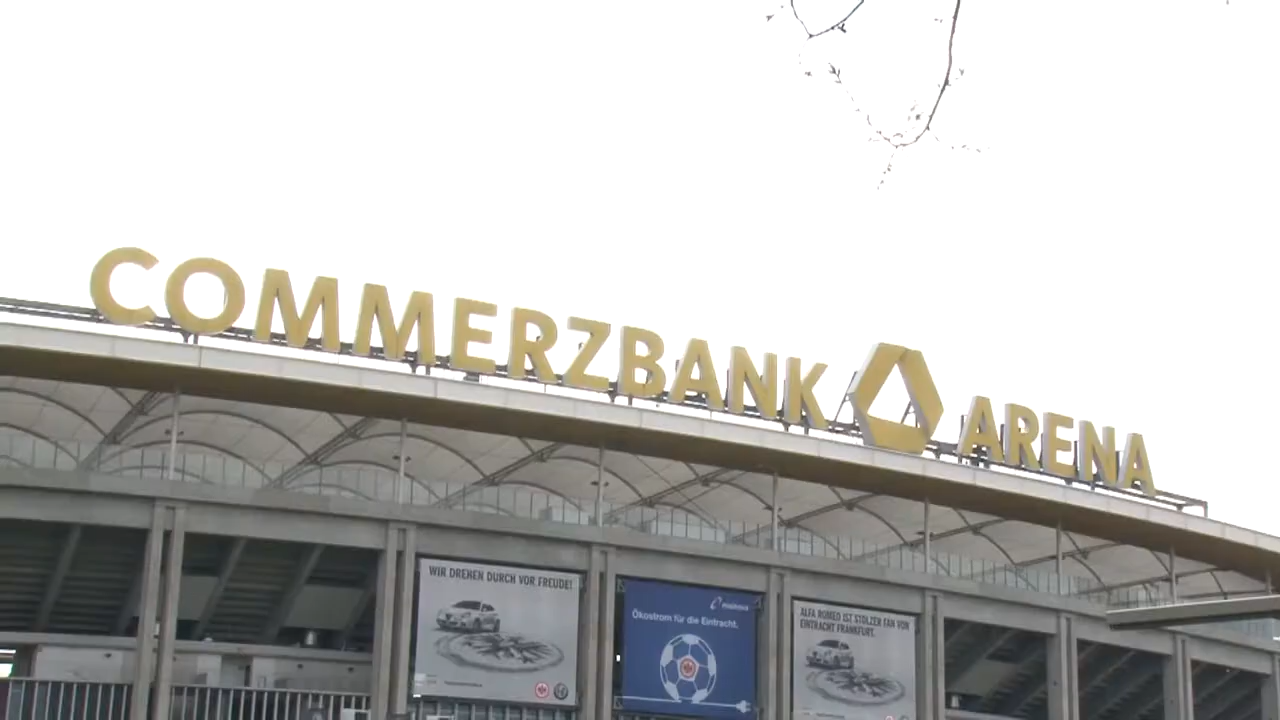 COMMERZBANK ARENA
WIR DREHEN DURCH VOR FREUDE!
mainova
Ökostrom für die Eintracht.
ALFA ROMEO IST STOLZER FAN VON
EINTRACHT FRANKFURT.